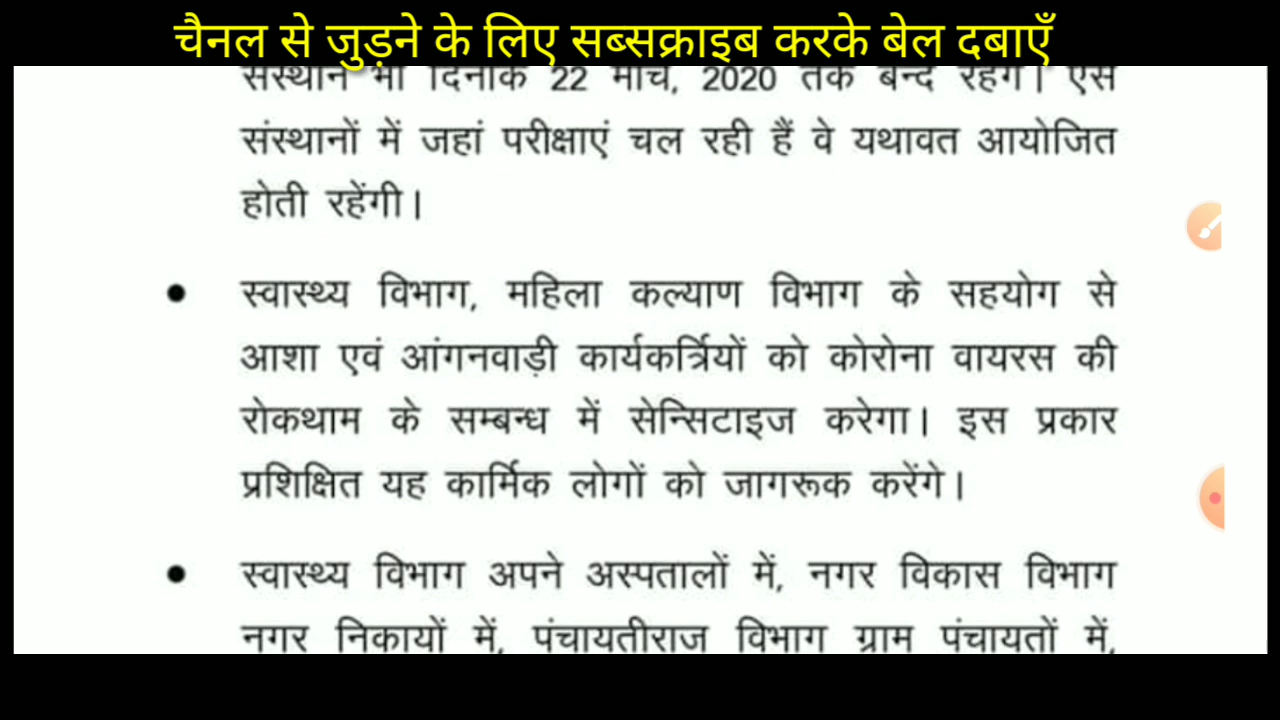 चैनल से जुड़ने के लिए सब्सक्राइब करके बेल दबाएँ
संस्थान भी दिनांक 22 मार्च, 2020 तक बन्द रहेंगे। ऐसे
संस्थानों में जहां परीक्षाएं चल रही हैं वे यथावत आयोजित
होती रहेंगी।
● स्वास्थ्य विभाग, महिला कल्याण विभाग के सहयोग से
आशा एवं आंगनवाड़ी कार्यकर्त्रियों को कोरोना वायरस की
रोकथाम के सम्बन्ध में सेन्सिटाइज करेगा। इस प्रकार
प्रशिक्षित यह कार्मिक लोगों को जागरूक करेंगे।
● स्वास्थ्य विभाग अपने अस्पतालों में, नगर विकास विभाग
नगर निकायों में, पंचायतीराज विभाग ग्राम पंचायतों में,